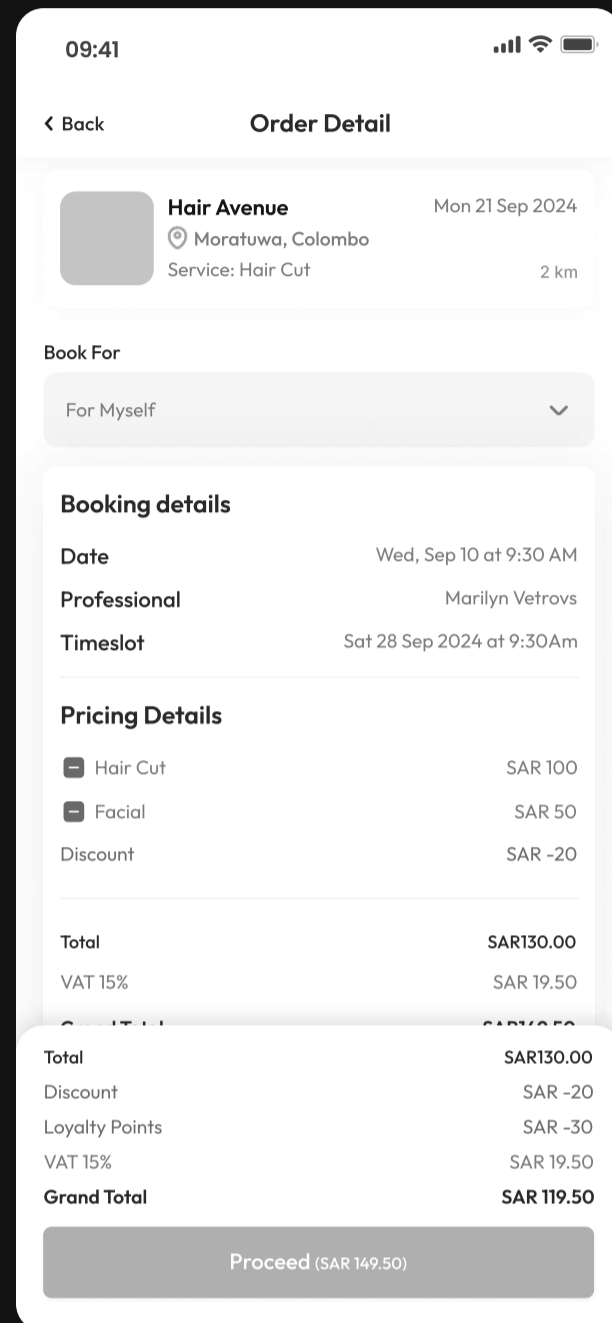 09:41
Back
Order Detail
Hair Avenue
Mon 21 Sep 2024
Moratuwa, Colombo
Service: Hair Cut
2 km
Book For
For Myself
Booking details
Date Wed, Sep 10 at 9:30 AM
Professional Marilyn Vetrovs
Timeslot Sat 28 Sep 2024 at 9:30Am
Pricing Details
Hair Cut SAR 100
Facial SAR 50
Discount SAR -20
Total SAR130.00
VAT 15% SAR 19.50
Total SAR130.00
Discount SAR -20
Loyalty Points SAR -30
VAT 15% SAR 19.50
Grand Total SAR 119.50
Proceed (SAR 149.50)